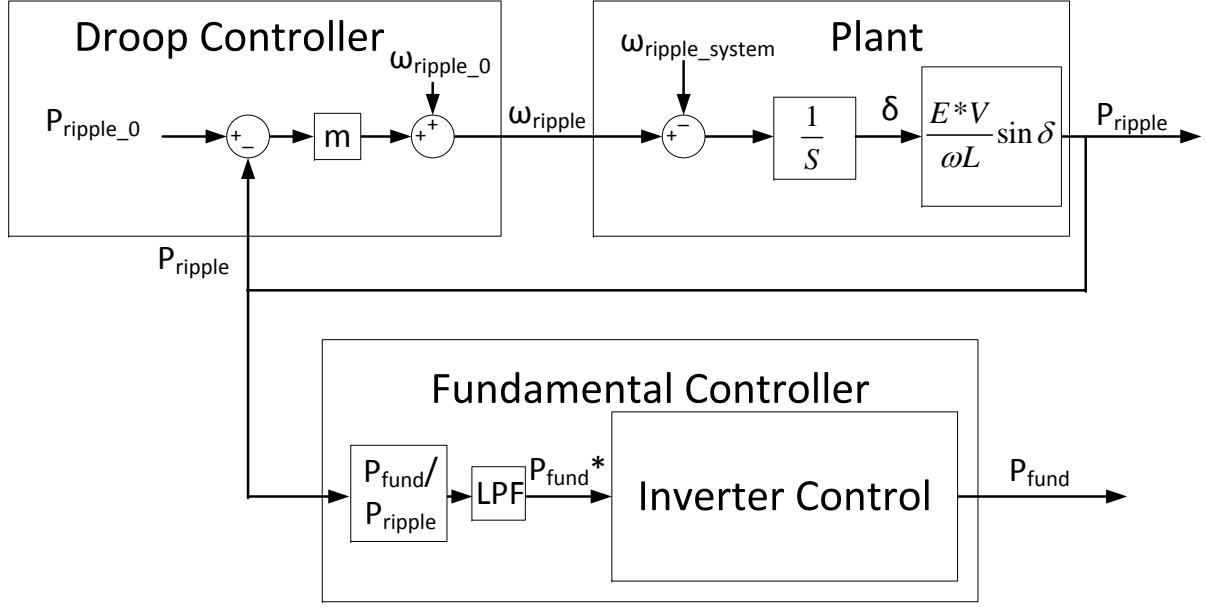 Droop Controller
Plant
ω_ripple_0
ω_ripple_system
P_ripple_0
+
-
m
+
+
ω_ripple
+
−
1
S
δ
E*V
ωL
sin δ
P_ripple
P_ripple
Fundamental Controller
P_fund/
P_ripple
LPF
P_fund*
Inverter Control
P_fund